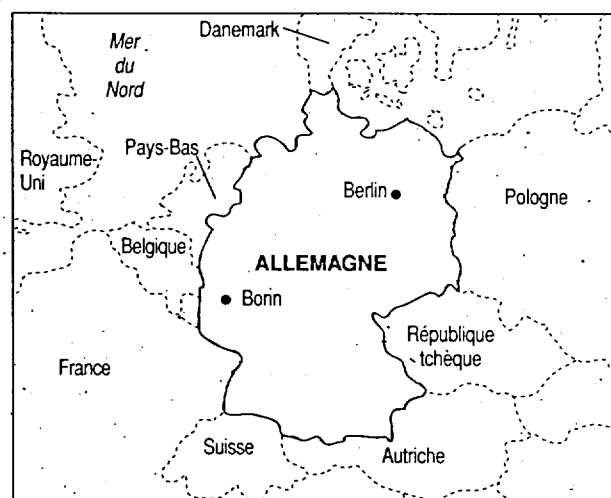 Danemark
Mer
du
Nord
Royaume-
Uni
Pays-Bas
Berlin
Pologne
Belgique
ALLEMAGNE
Bonn
République
tchèque
France
Suisse
Autriche